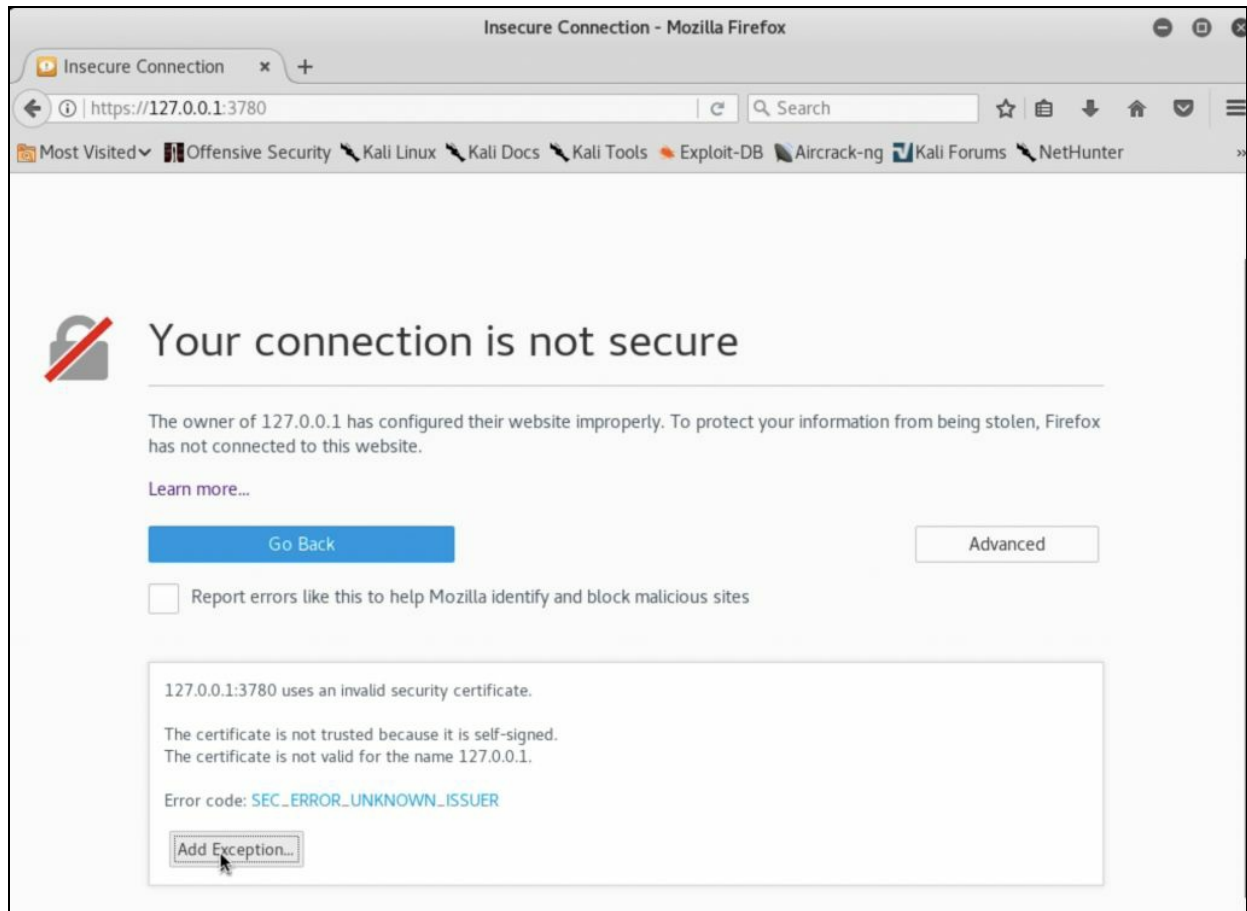 Insecure Connection - Mozilla Firefox
Insecure Connection
https://127.0.0.1:3780
Search
Most Visited Offensive Security Kali Linux Kali Docs Kali Tools Exploit-DB Aircrack-ng Kali Forums NetHunter
Your connection is not secure
The owner of 127.0.0.1 has configured their website improperly. To protect your information from being stolen, Firefox
has not connected to this website.
Learn more...
Go Back Advanced
Report errors like this to help Mozilla identify and block malicious sites
127.0.0.1:3780 uses an invalid security certificate.
The certificate is not trusted because it is self-signed.
The certificate is not valid for the name 127.0.0.1.
Error code: SEC_ERROR_UNKNOWN_ISSUER
Add Exception...